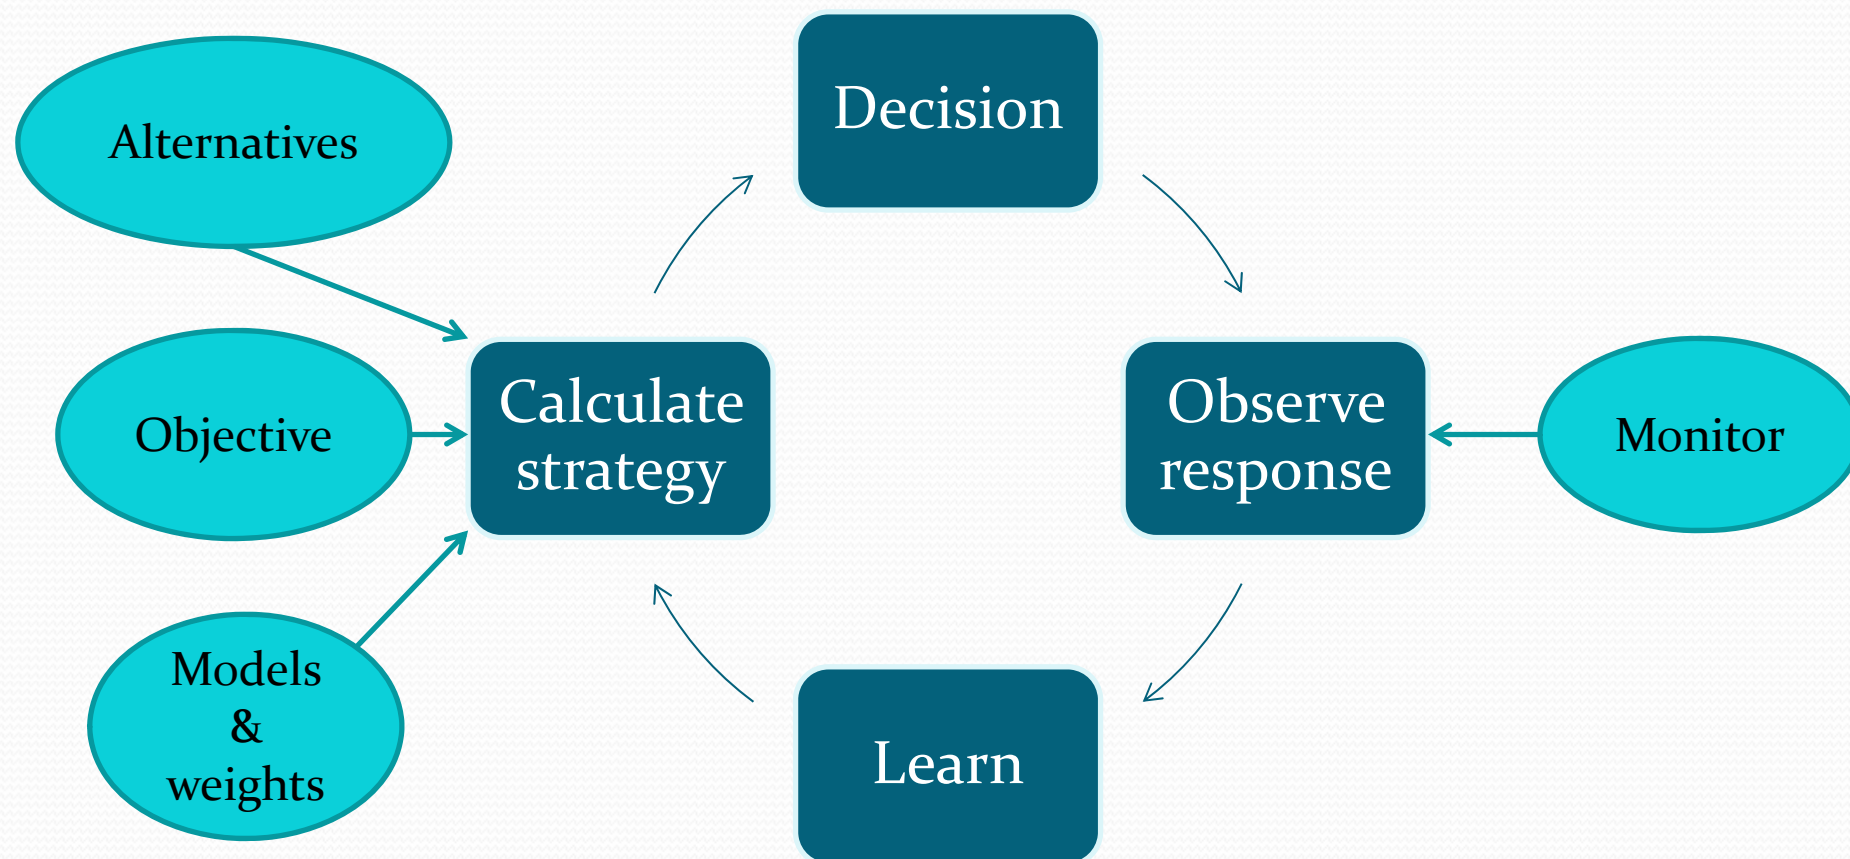 Decision
Alternatives
Calculate
strategy
Objective
Observe
response
Monitor
Models
&
weights
Learn